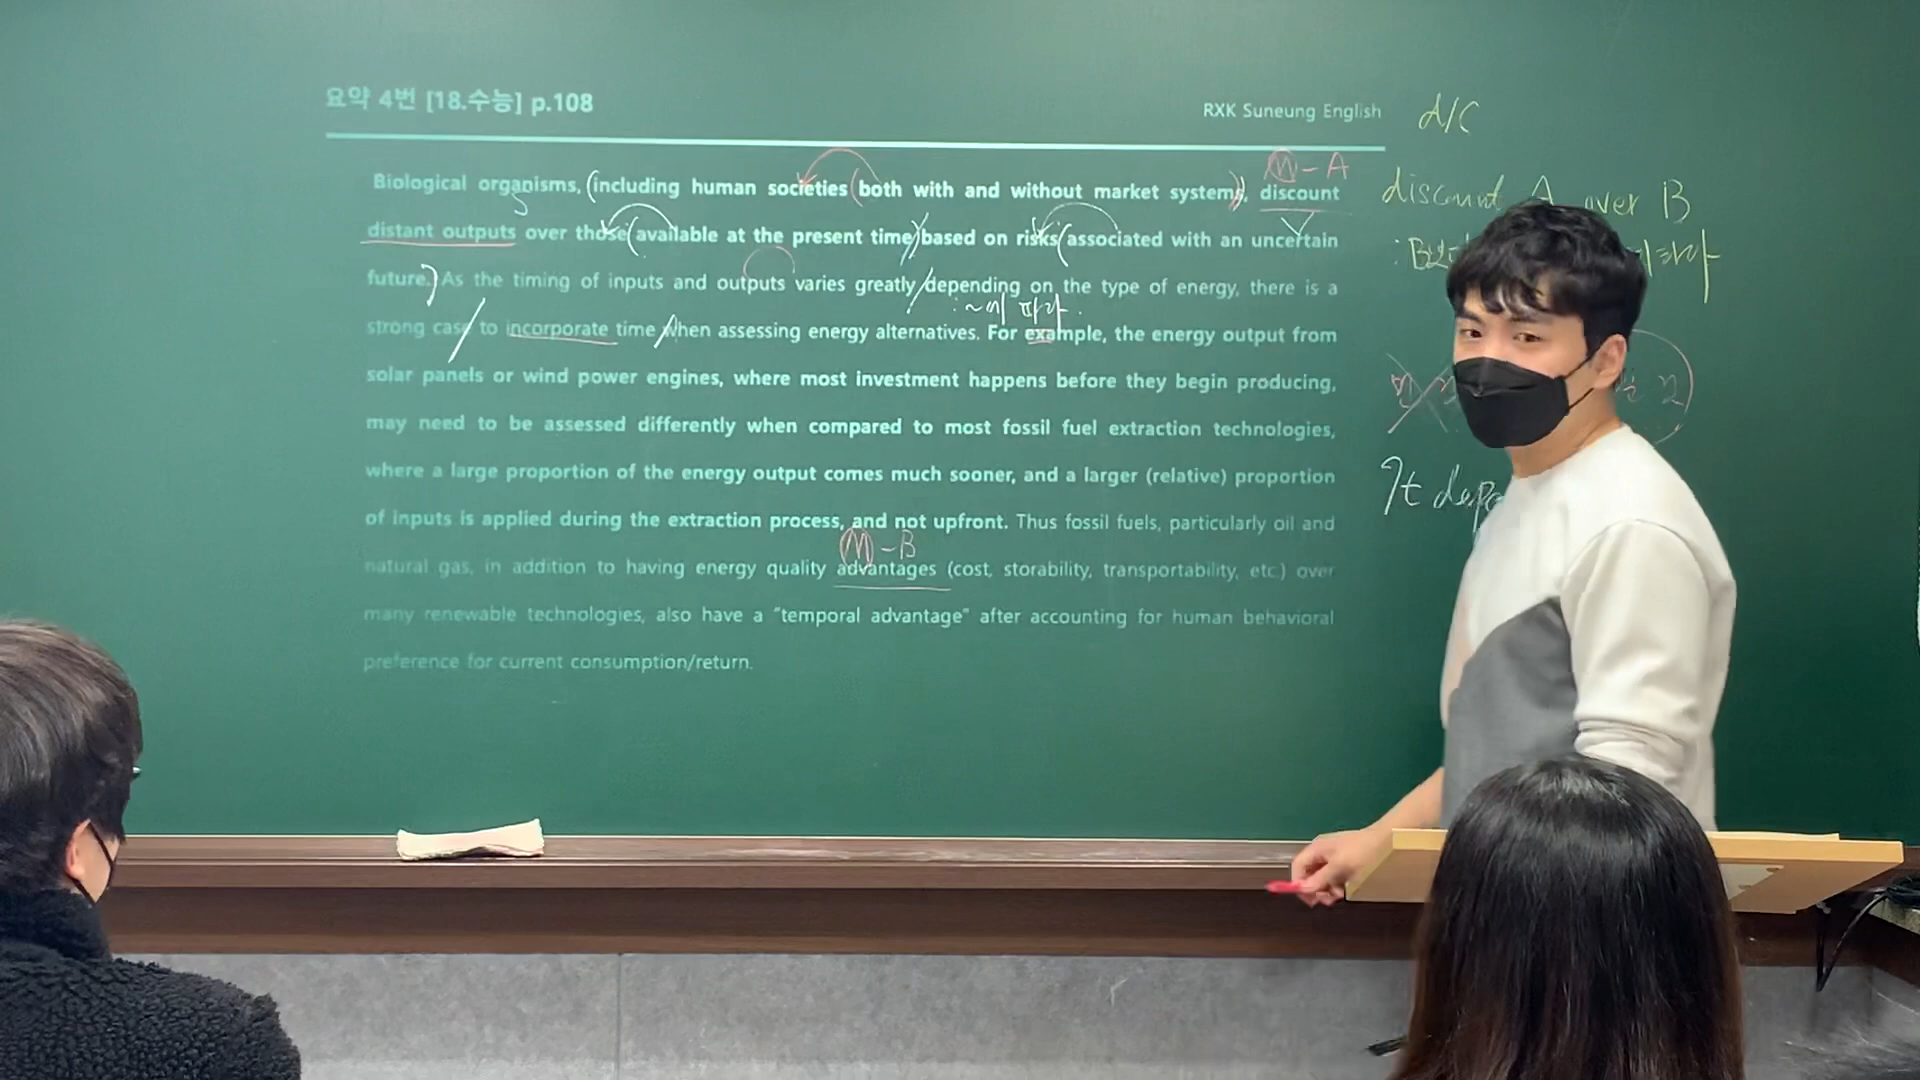 요약 4번 [18.수능] p.108
RXK Suneung English
Biological organisms, (including human societies (both with and without market systems), discount
distant outputs over those (available at the present time) based on risks (associated with an uncertain
future.) As the timing of inputs and outputs varies greatly depending on the type of energy, there is a
: ~에 따라.
strong case to incorporate time when assessing energy alternatives. For example, the energy output from
solar panels or wind power engines, where most investment happens before they begin producing,
may need to be assessed differently when compared to most fossil fuel extraction technologies,
where a large proportion of the energy output comes much sooner, and a larger (relative) proportion
of inputs is applied during the extraction process, and not upfront. Thus fossil fuels, particularly oil and
M - B
natural gas, in addition to having energy quality advantages (cost, storability, transportability, etc.) over
many renewable technologies, also have a "temporal advantage" after accounting for human behavioral
preference for current consumption/return.
M - A
A/C
discount A over B
It